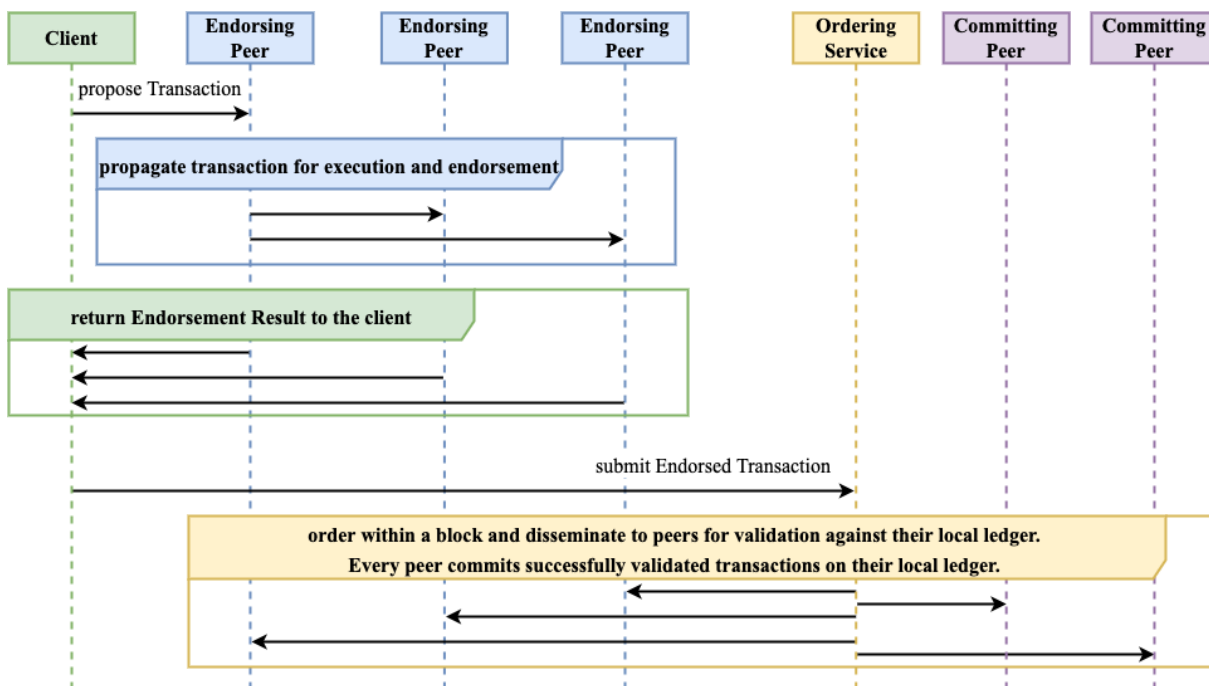 Client
Endorsing
Peer
Endorsing
Peer
Endorsing
Peer
Ordering
Service
Committing
Peer
Committing
Peer
propose Transaction
propagate transaction for execution and endorsement
return Endorsement Result to the client
submit Endorsed Transaction
order within a block and disseminate to peers for validation against their local ledger.
Every peer commits successfully validated transactions on their local ledger.